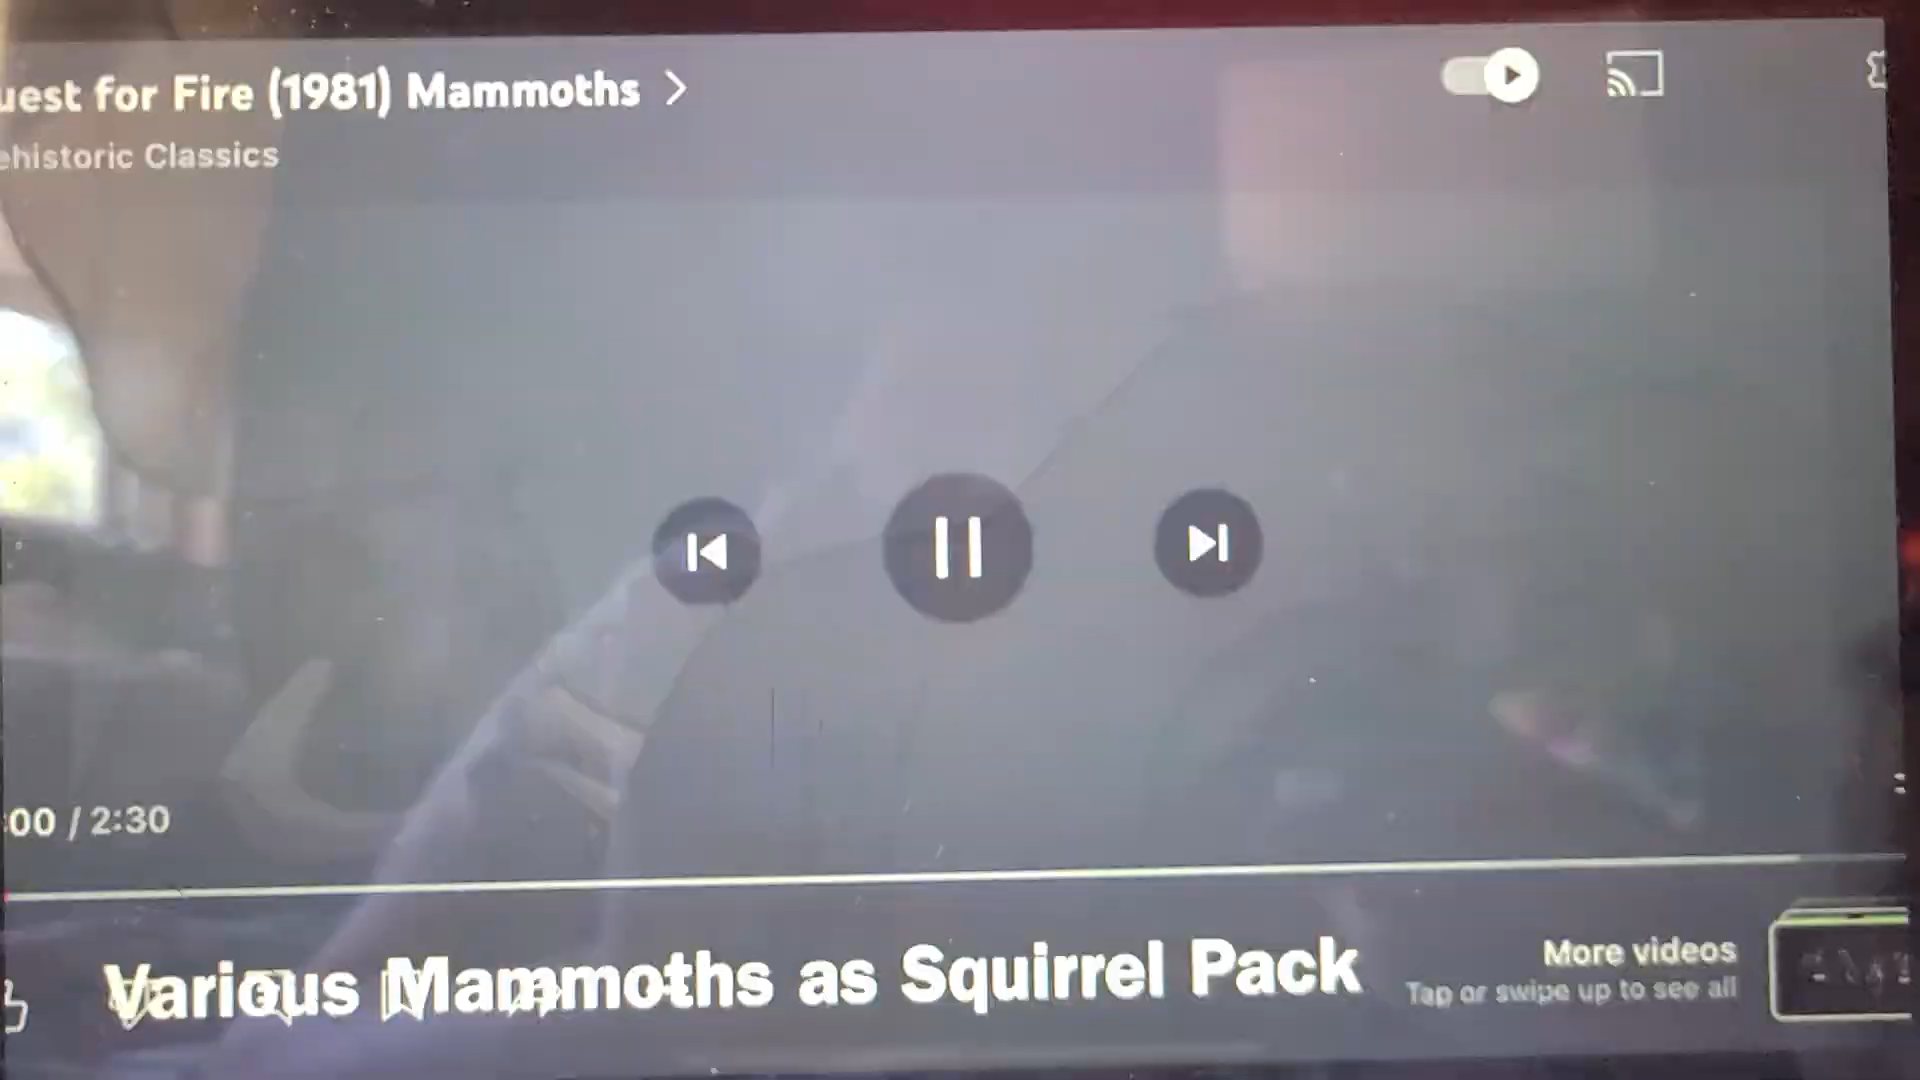 uest for Fire (1981) Mammoths
ehistoric Classics
:00 / 2:30
Various Mammoths as Squirrel Pack
More videos
Tap or swipe up to see all